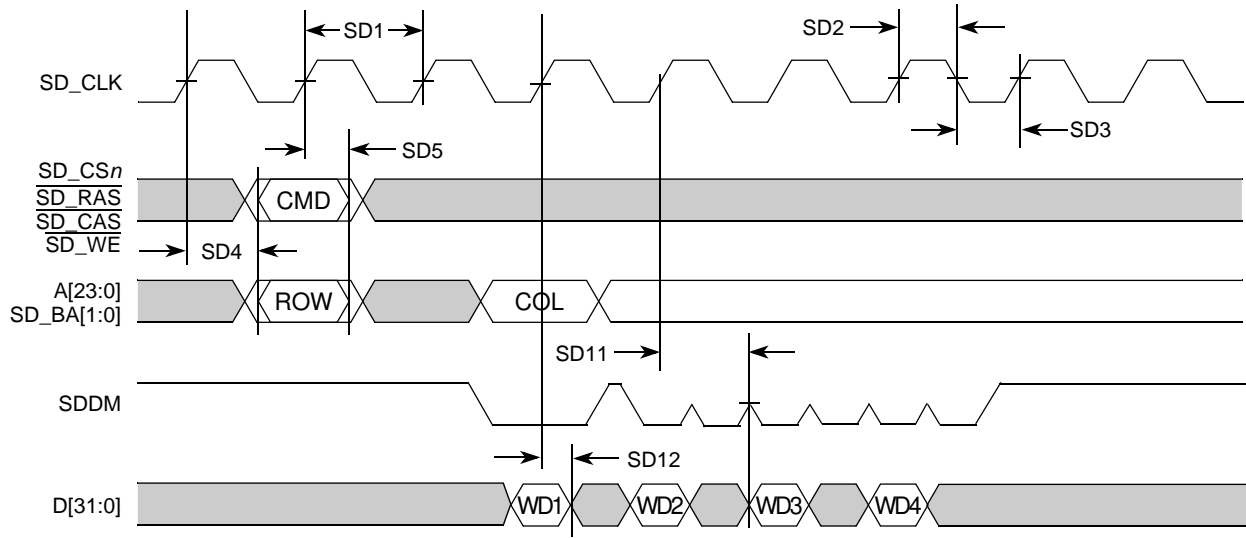 SD1
SD2
SD_CLK
SD3
SD5
SD_CSn
SD_RAS
CMD
SD_CAS
SD_WE
SD4
A[23:0]
ROW
COL
SD_BA[1:0]
SD11
SDDM
SD12
D[31:0]
WD1
WD2
WD3
WD4